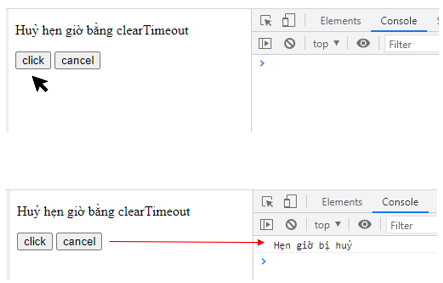 Huỷ hẹn giờ bằng clearTimeout
click cancel
Elements Console
top Filter
Huỷ hẹn giờ bằng clearTimeout
click cancel
Elements Console
top Filter
Hẹn giờ bị huỷ